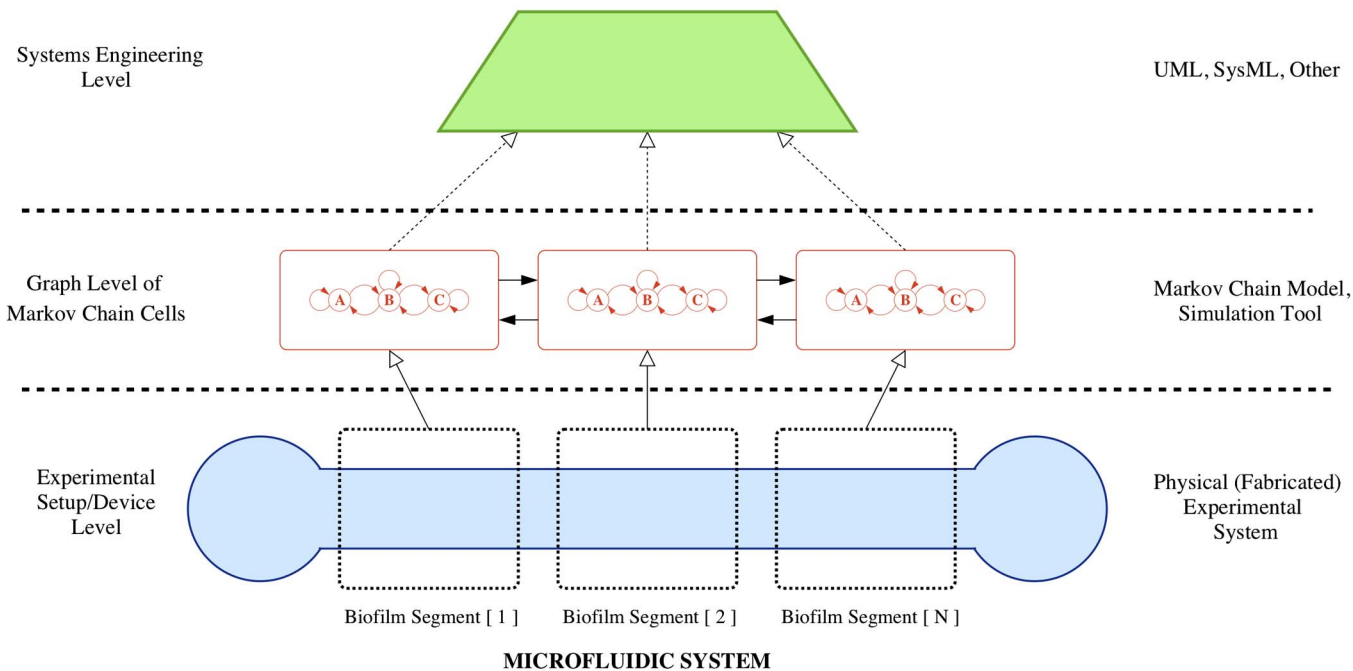 Systems Engineering
Level
UML, SysML, Other
Graph Level of
Markov Chain Cells
A B C
A B C
A B C
Markov Chain Model,
Simulation Tool
Experimental
Setup/Device
Level
Physical (Fabricated)
Experimental
System
Biofilm Segment [ 1 ]
Biofilm Segment [ 2 ]
Biofilm Segment [ N ]
MICROFLUIDIC SYSTEM